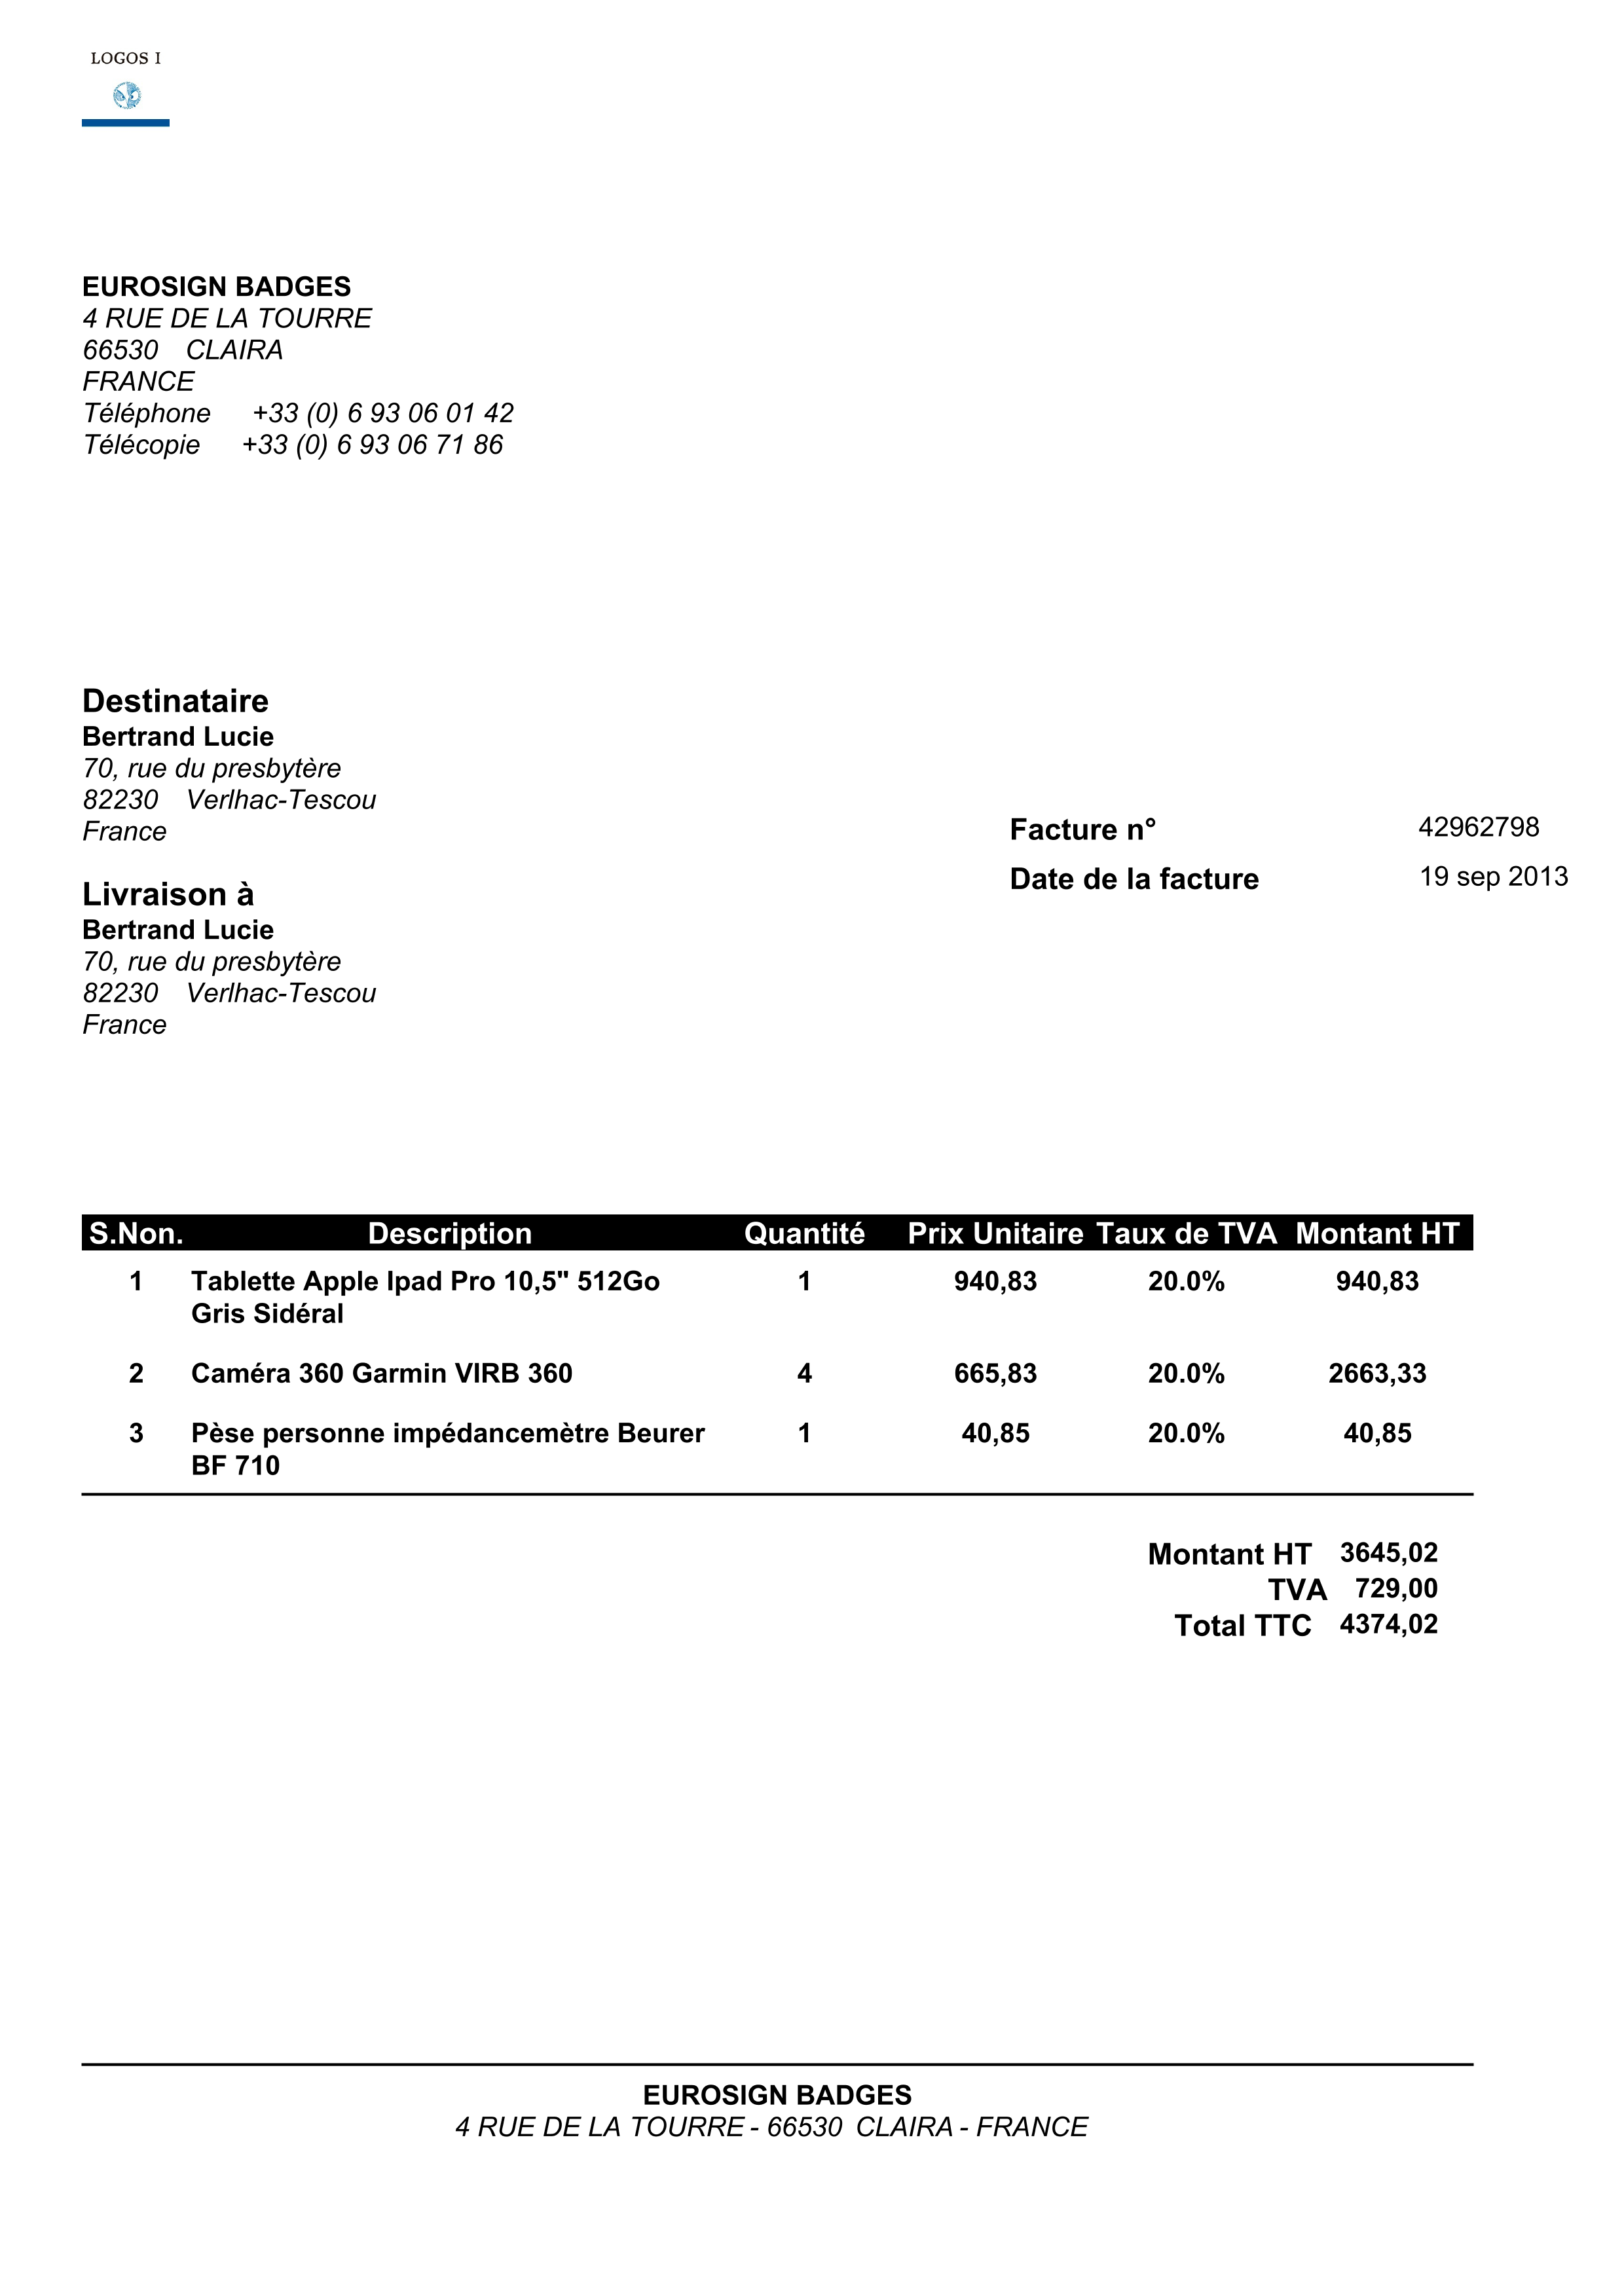 LOGOS I
EUROSIGN BADGES
4 RUE DE LA TOURRE
66530 CLAIRA
FRANCE
Téléphone +33 (0) 6 93 06 01 42
Télécopie +33 (0) 6 93 06 71 86
Destinataire
Bertrand Lucie
70, rue du presbytère
82230 Verlhac-Tescou
France
Facture n° 42962798
Date de la facture 19 sep 2013
Livraison à
Bertrand Lucie
70, rue du presbytère
82230 Verlhac-Tescou
France
S.Non. Description Quantité Prix Unitaire Taux de TVA Montant HT
1 Tablette Apple Ipad Pro 10,5" 512Go 1 940,83 20.0% 940,83
Gris Sidéral
2 Caméra 360 Garmin VIRB 360 4 665,83 20.0% 2663,33
3 Pèse personne impédancemètre Beurer 1 40,85 20.0% 40,85
BF 710
Montant HT 3645,02
TVA 729,00
Total TTC 4374,02
EUROSIGN BADGES
4 RUE DE LA TOURRE - 66530 CLAIRA - FRANCE